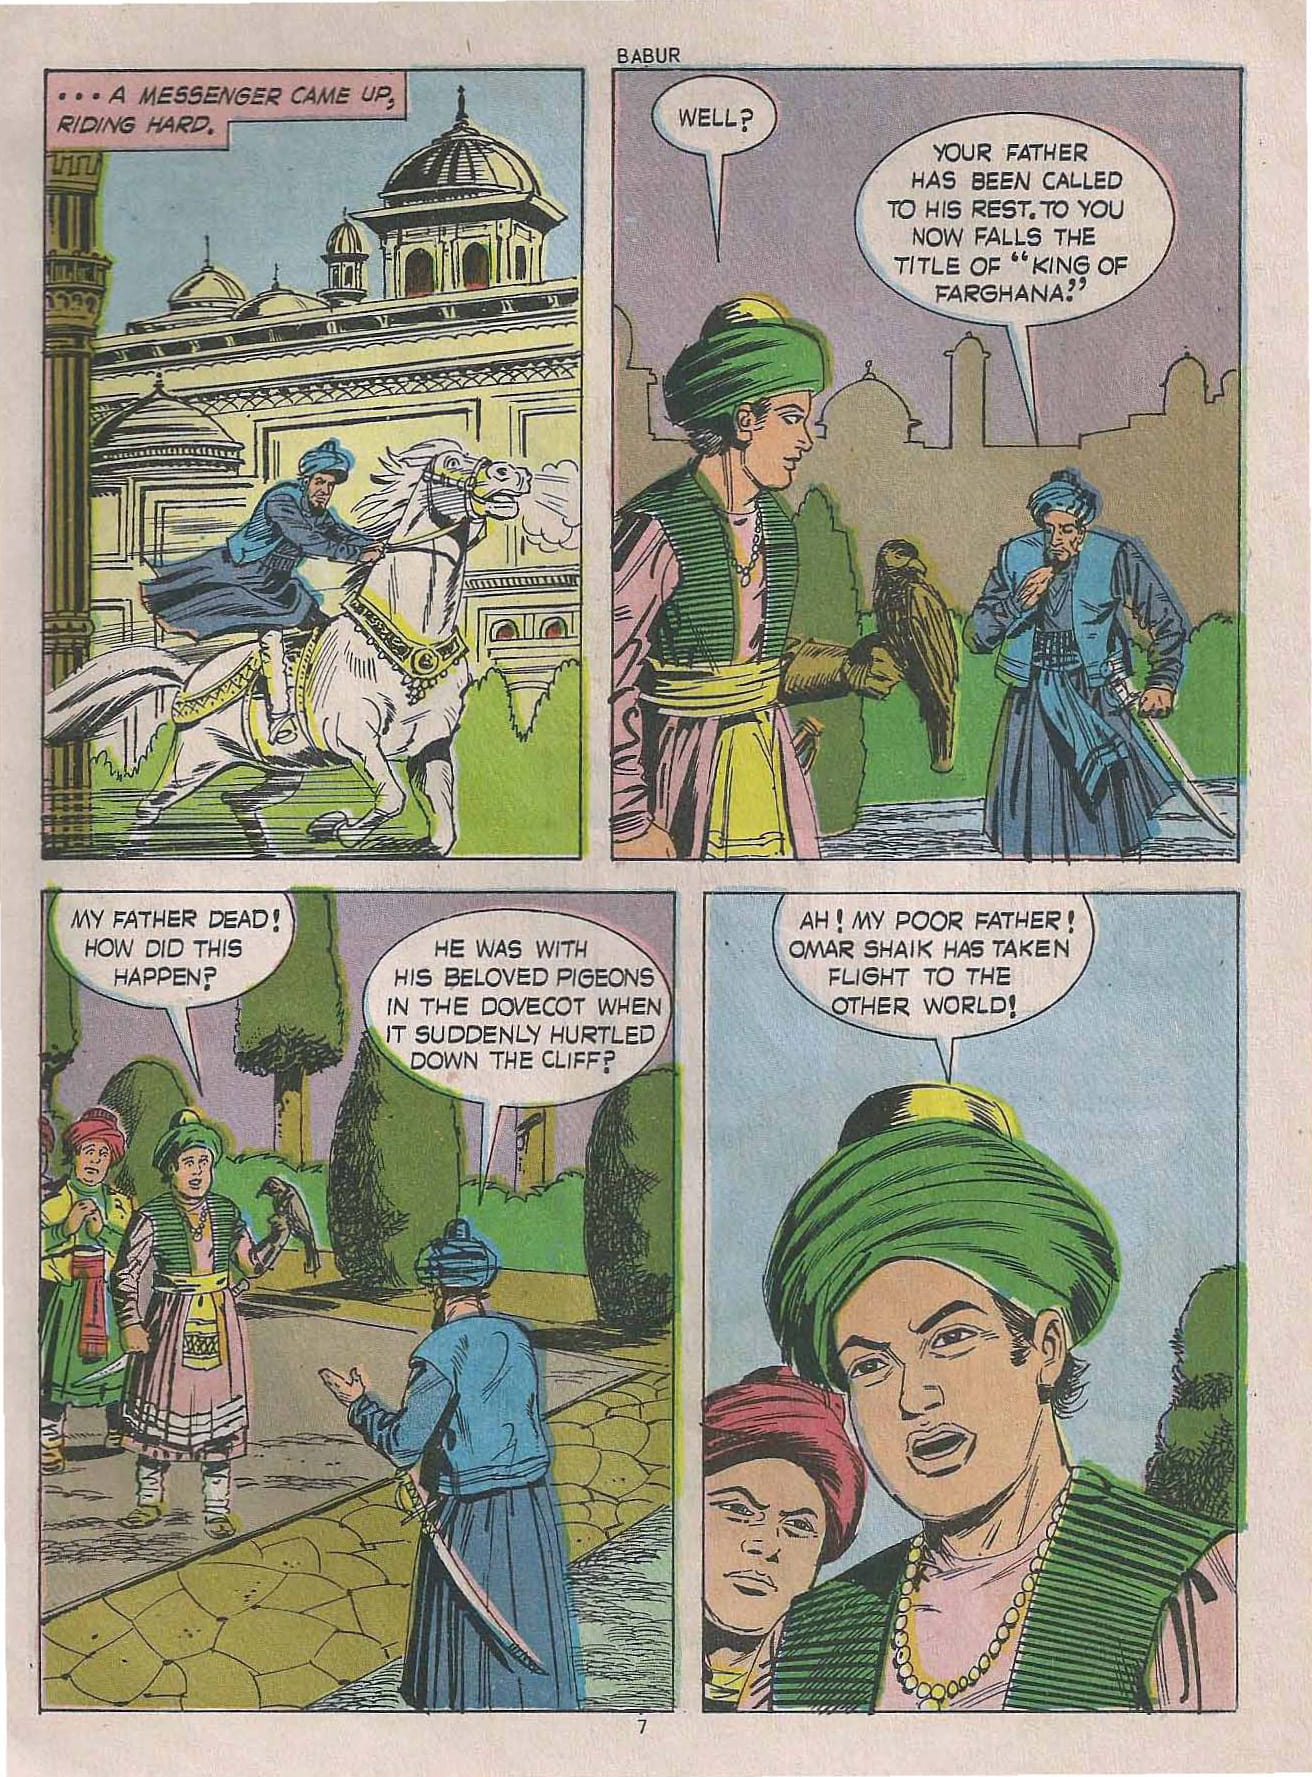 BABUR
...A MESSENGER CAME UP,
RIDING HARD.
WELL?
YOUR FATHER
HAS BEEN CALLED
TO HIS REST. TO YOU
NOW FALLS THE
TITLE OF "KING OF
FARGHANA."
MY FATHER DEAD!
HOW DID THIS
HAPPEN?
HE WAS WITH
HIS BELOVED PIGEONS
IN THE DOVECOT WHEN
IT SUDDENLY HURTLED
DOWN THE CLIFF?
AH! MY POOR FATHER!
OMAR SHAIK HAS TAKEN
FLIGHT TO THE
OTHER WORLD!
7